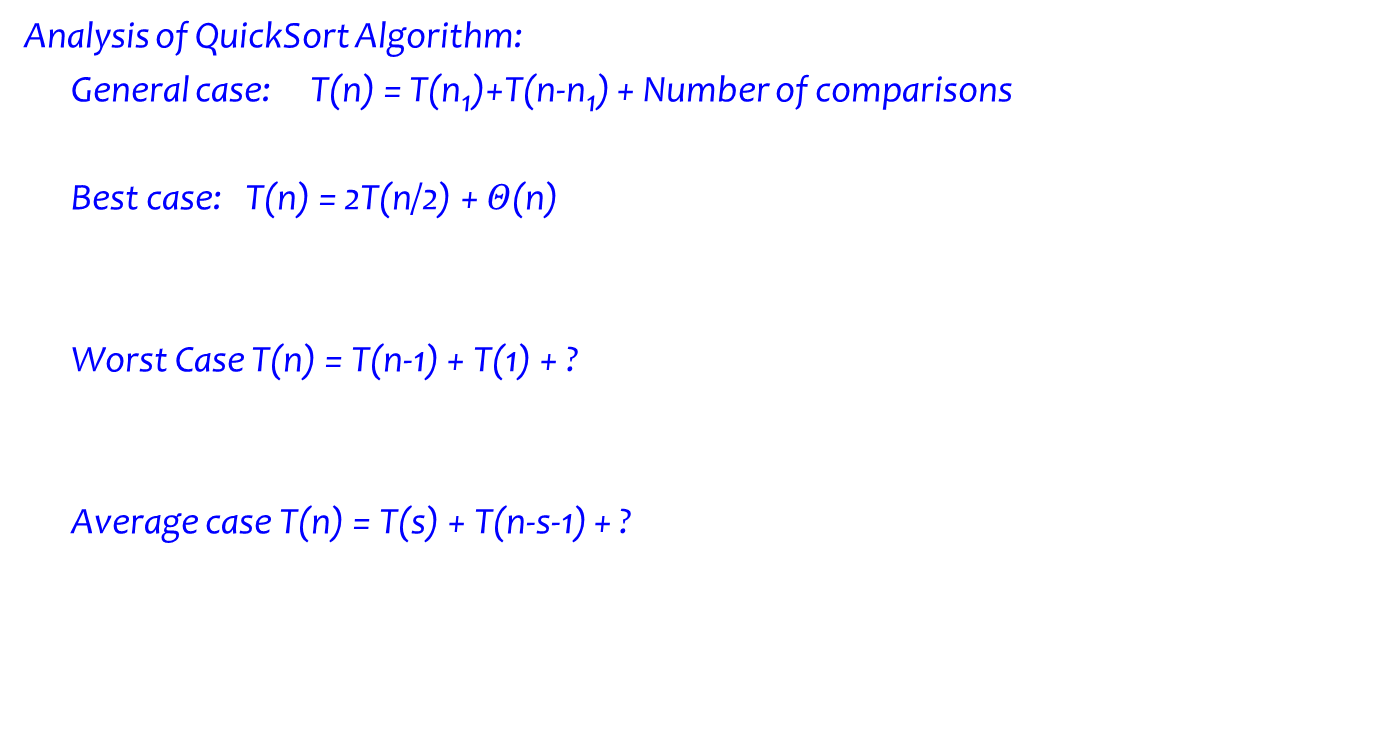 Analysis of QuickSort Algorithm:
General case: T(n) = T(n₁)+T(n-n₁) + Number of comparisons
Best case: T(n) = 2T(n/2) + Θ(n)
Worst Case T(n) = T(n-1) + T(1) + ?
Average case T(n) = T(s) + T(n-s-1) + ?